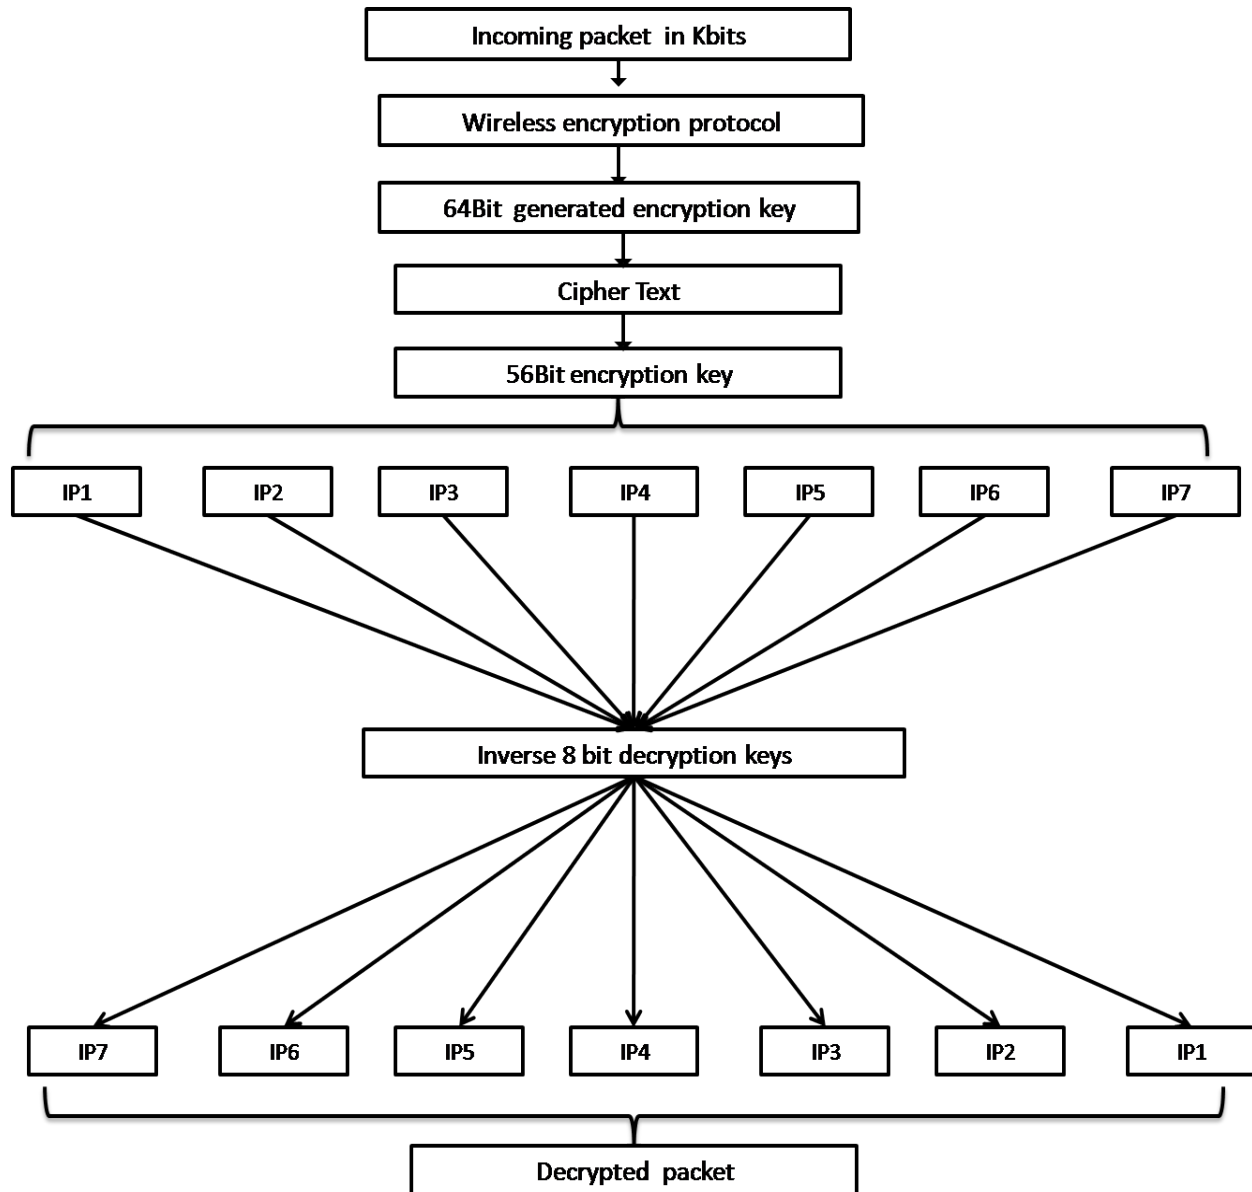 Incoming packet in Kbits
Wireless encryption protocol
64Bit generated encryption key
Cipher Text
56Bit encryption key
IP1 IP2 IP3 IP4 IP5 IP6 IP7
Inverse 8 bit decryption keys
IP7 IP6 IP5 IP4 IP3 IP2 IP1
Decrypted packet